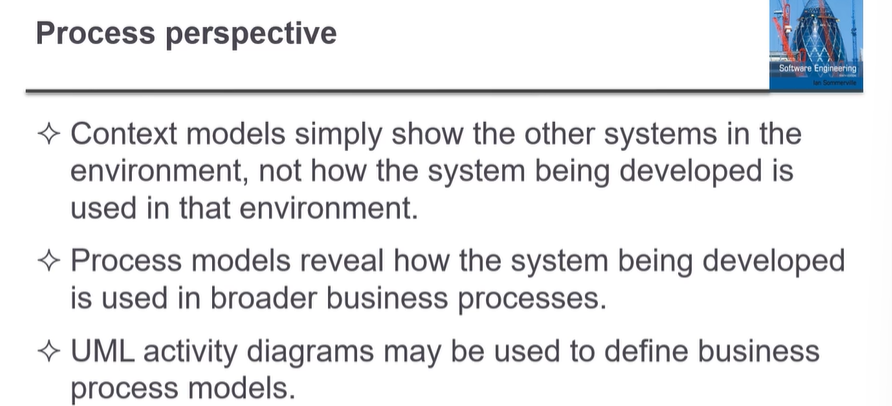 Process perspective
Software Engineering
Ian Sommerville
✧ Context models simply show the other systems in the
environment, not how the system being developed is
used in that environment.
✧ Process models reveal how the system being developed
is used in broader business processes.
✧ UML activity diagrams may be used to define business
process models.